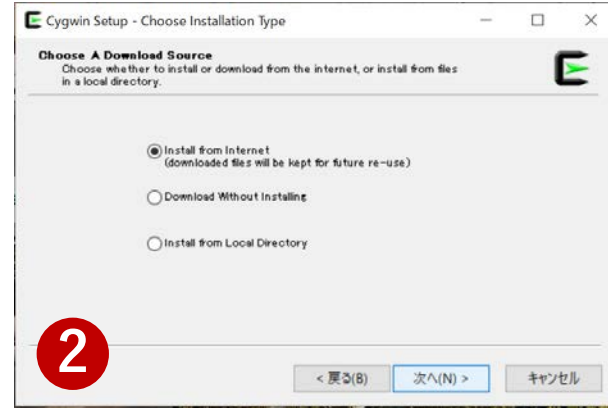 Cygwin Setup - Choose Installation Type
Choose A Download Source
Choose whether to install or download from the internet, or install from files
in a local directory.
Install from Internet
(downloaded files will be kept for future re-use)
Download Without Installing
Install from Local Directory
2
< 戻る(B)
次へ(N) >
キャンセル